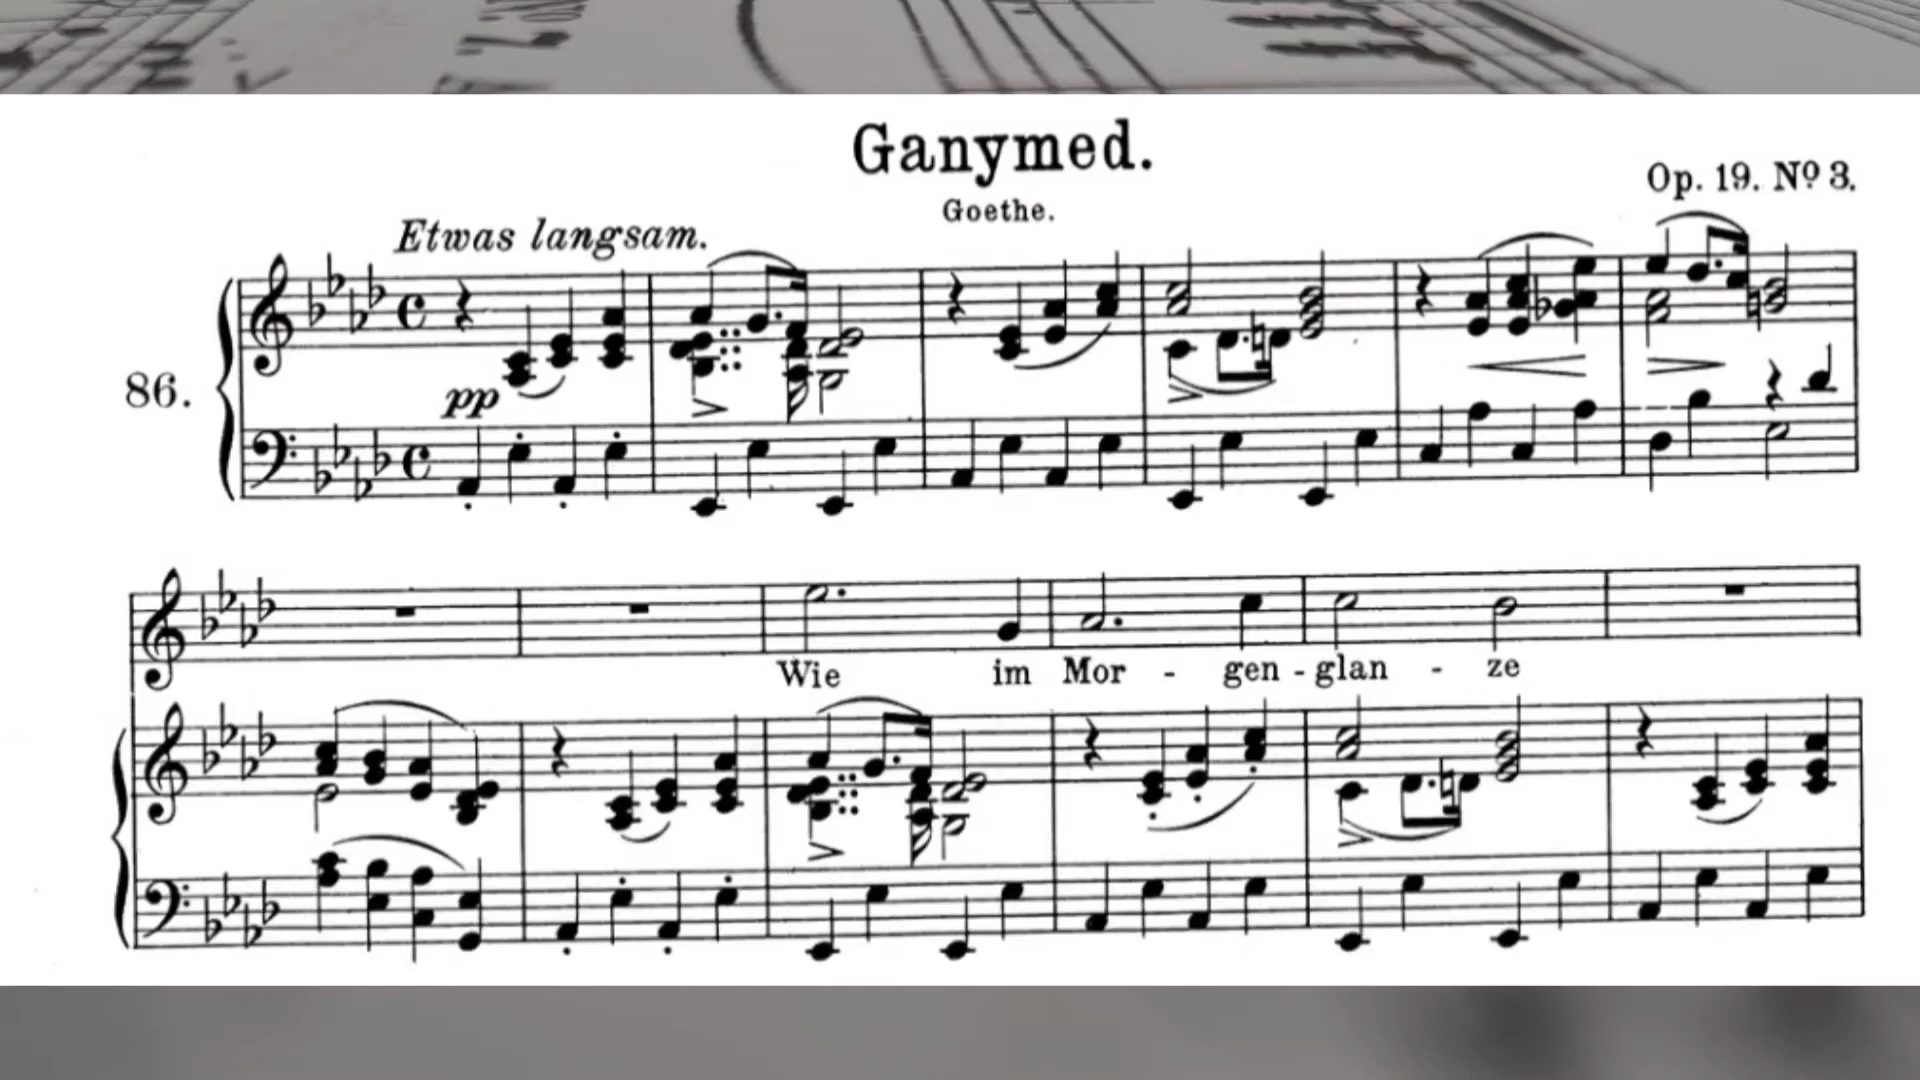 Ganymed.
Op. 19. Nº 3.
Goethe.
Etwas langsam.
86.
pp
Wie im Mor - gen - glan - ze